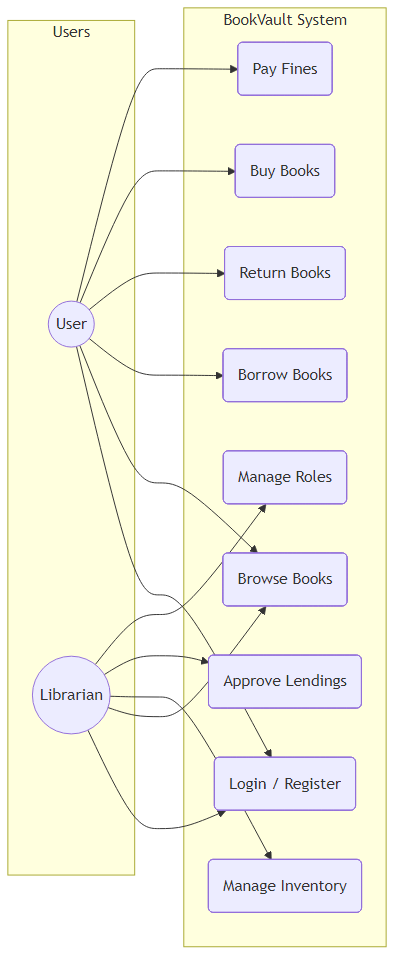 Users
BookVault System
Pay Fines
Buy Books
Return Books
User
Borrow Books
Manage Roles
Browse Books
Librarian
Approve Lendings
Login / Register
Manage Inventory